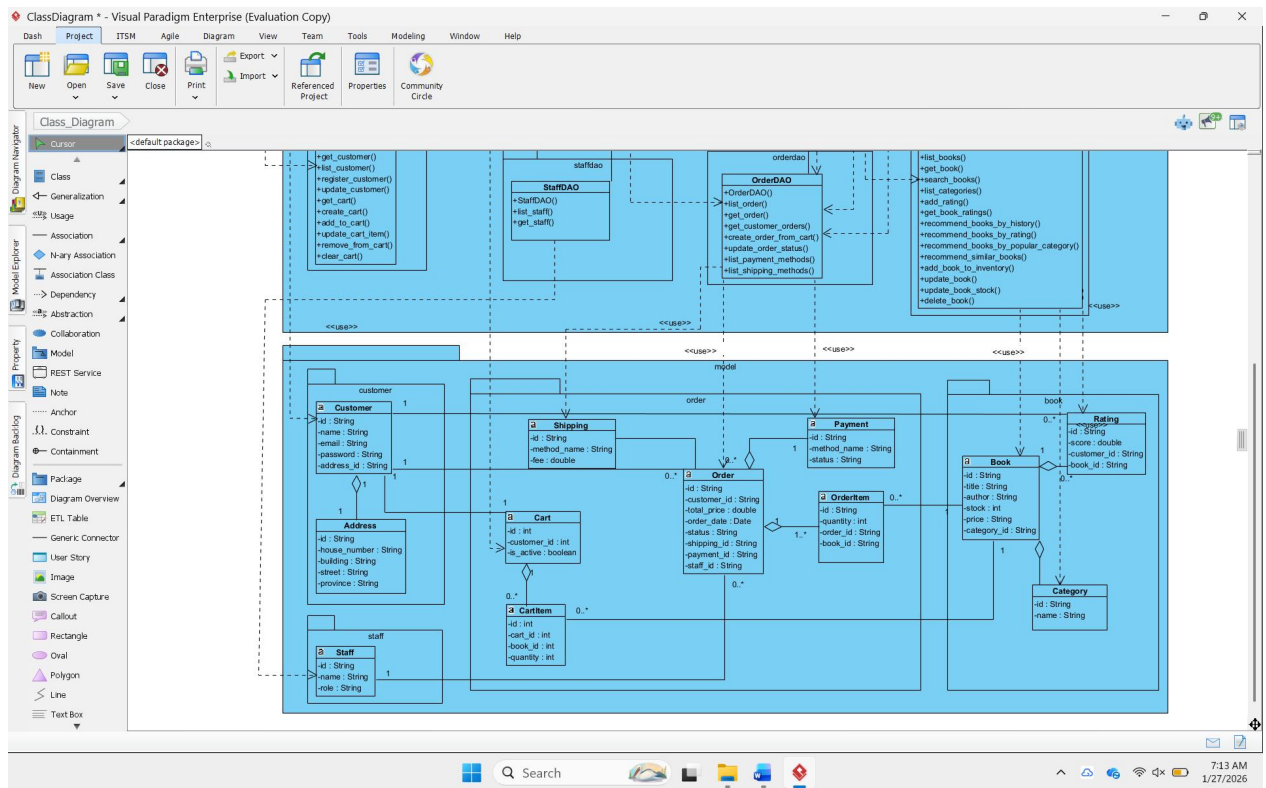 ClassDiagram * - Visual Paradigm Enterprise (Evaluation Copy)
Dash Project ITSM Agile Diagram View Team Tools Modeling Window Help
New Open Save Close Print Export Import Referenced Project Properties Community Circle
Class_Diagram
<default package>
Diagram Navigator
Model Explorer
Property
Diagram Backlog
Cursor
Class
Generalization
Usage
Association
N-ary Association
Association Class
Dependency
Abstraction
Collaboration
Model
REST Service
Note
Anchor
Constraint
Containment
Package
Diagram Overview
ETL Table
Generic Connector
User Story
Image
Screen Capture
Callout
Rectangle
Oval
Polygon
Line
Text Box
+get_customer()
+list_customer()
+register_customer()
+update_customer()
+get_cart()
+create_cart()
+add_to_cart()
+update_cart_item()
+remove_from_cart()
+clear_cart()
staffdao
StaffDAO
+StaffDAO()
+list_staff()
+get_staff()
orderdao
OrderDAO
+OrderDAO()
+list_order()
+get_order()
+get_customer_orders()
+create_order_from_cart()
+update_order_status()
+list_payment_methods()
+list_shipping_methods()
+list_books()
+get_book()
+search_books()
+list_categories()
+add_rating()
+get_book_ratings()
+recommend_books_by_history()
+recommend_books_by_rating()
+recommend_books_by_popular_category()
+recommend_similar_books()
+add_book_to_inventory()
+update_book()
+update_book_stock()
+delete_book()
<<use>>
<<use>>
<<use>>
<<use>>
<<use>>
<<use>>
<<use>>
model
customer
Customer
-id : String
-name : String
-email : String
-password : String
-address_id : String
1
1
1
1
1
Address
-id : String
-house_number : String
-building : String
-street : String
-province : String
staff
Staff
-id : String
-name : String
-role : String
1
order
Shipping
-id : String
-method_name : String
-fee : double
Payment
-id : String
-method_name : String
-status : String
1
0..*
0..*
Order
-id : String
-customer_id : String
-total_price : double
-order_date : Date
-status : String
-shipping_id : String
-payment_id : String
-staff_id : String
0..*
1
1..*
OrderItem
-id : String
-quantity : int
-order_id : String
-book_id : String
0..*
1
Cart
-id : int
-customer_id : int
-is_active : boolean
1
0..*
CartItem
-id : int
-cart_id : int
-book_id : int
-quantity : int
0..*
book
0..*
Rating
-id : String
-score : double
-customer_id : String
-book_id : String
1
0..*
Book
-id : String
-title : String
-author : String
-stock : int
-price : String
-category_id : String
1
1
Category
-id : String
-name : String
Search
7:13 AM
1/27/2026